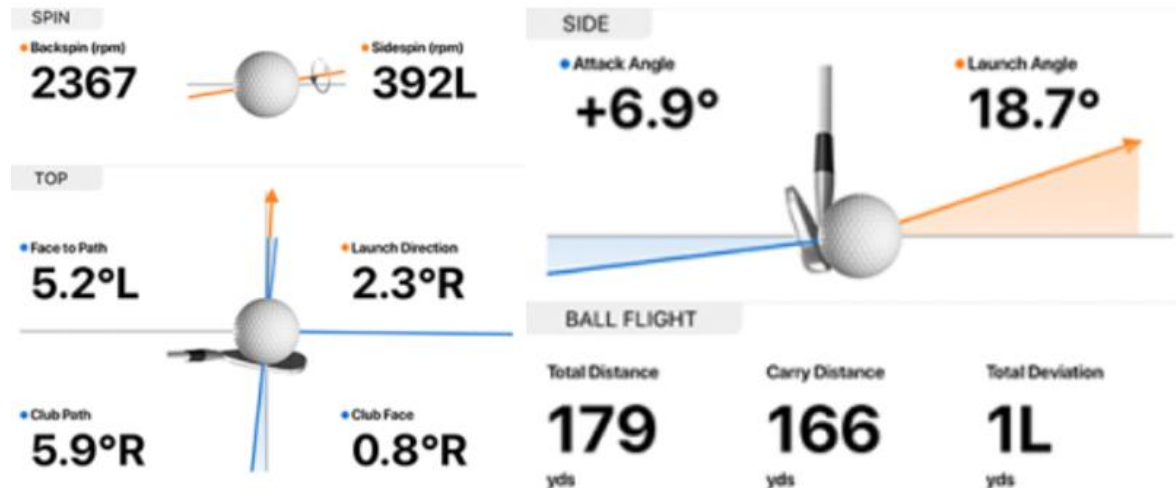 SPIN
Backspin (rpm)
2367
Sidespin (rpm)
392L
TOP
Face to Path
5.2°L
Launch Direction
2.3°R
Club Path
5.9°R
Club Face
0.8°R
SIDE
Attack Angle
+6.9°
Launch Angle
18.7°
BALL FLIGHT
Total Distance
179
yds
Carry Distance
166
yds
Total Deviation
1L
yds